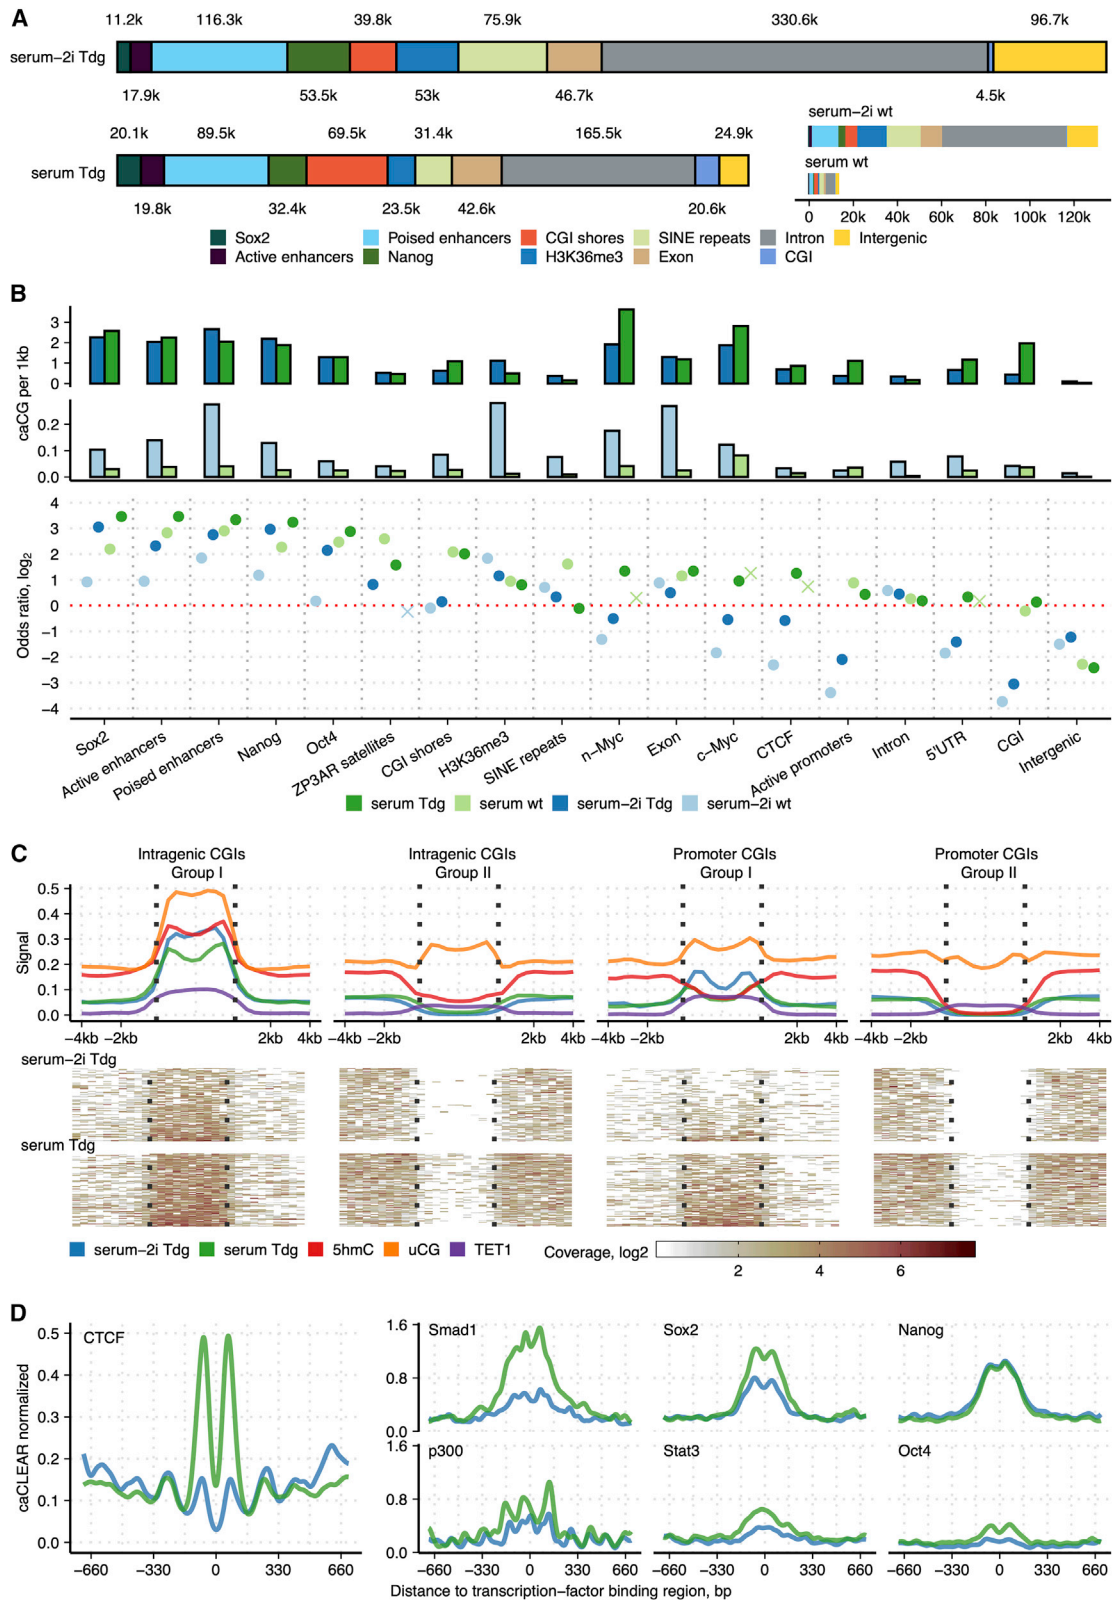 A
11.2k 116.3k 39.8k 75.9k 330.6k 96.7k
serum−2i Tdg
17.9k 53.5k 53k 46.7k 4.5k
20.1k 89.5k 69.5k 31.4k 165.5k 24.9k
serum Tdg
19.8k 32.4k 23.5k 42.6k 20.6k
serum−2i wt
serum wt
0 20k 40k 60k 80k 100k 120k
Sox2 Poised enhancers CGI shores SINE repeats Intron Intergenic
Active enhancers Nanog H3K36me3 Exon CGI
B
caCG per 1kb
3
2
1
0
0.2
0.1
0.0
Odds ratio, log2
4
3
2
1
0
−1
−2
−3
−4
Sox2 Active enhancers Poised enhancers Nanog Oct4 ZP3AR satellites CGI shores H3K36me3 SINE repeats n−Myc Exon c−Myc CTCF Active promoters Intron 5'UTR CGI Intergenic
serum Tdg serum wt serum−2i Tdg serum−2i wt
C
Intragenic CGIs Group I
Intragenic CGIs Group II
Promoter CGIs Group I
Promoter CGIs Group II
Signal
0.5
0.4
0.3
0.2
0.1
0.0
−4kb −2kb 2kb 4kb −4kb −2kb 2kb 4kb −4kb −2kb 2kb 4kb −4kb −2kb 2kb 4kb
serum−2i Tdg
serum Tdg
serum−2i Tdg serum Tdg 5hmC uCG TET1 Coverage, log2
2 4 6
D
caCLEAR normalized
CTCF
0.5
0.4
0.3
0.2
0.1
0.0
−660 −330 0 330 660
Smad1 Sox2 Nanog
1.6
0.8
0.0
p300 Stat3 Oct4
1.6
0.8
0.0
−660 −330 0 330 660 −660 −330 0 330 660 −660 −330 0 330 660
Distance to transcription−factor binding region, bp